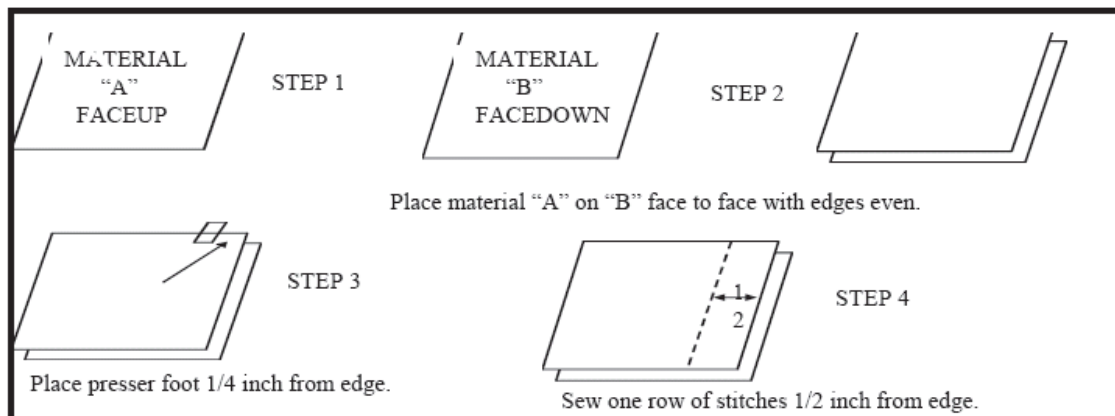 MATERIAL
“A”
FACEUP
STEP 1
MATERIAL
“B”
FACEDOWN
STEP 2
Place material “A” on “B” face to face with edges even.
STEP 3
Place presser foot 1/4 inch from edge.
1
2
STEP 4
Sew one row of stitches 1/2 inch from edge.